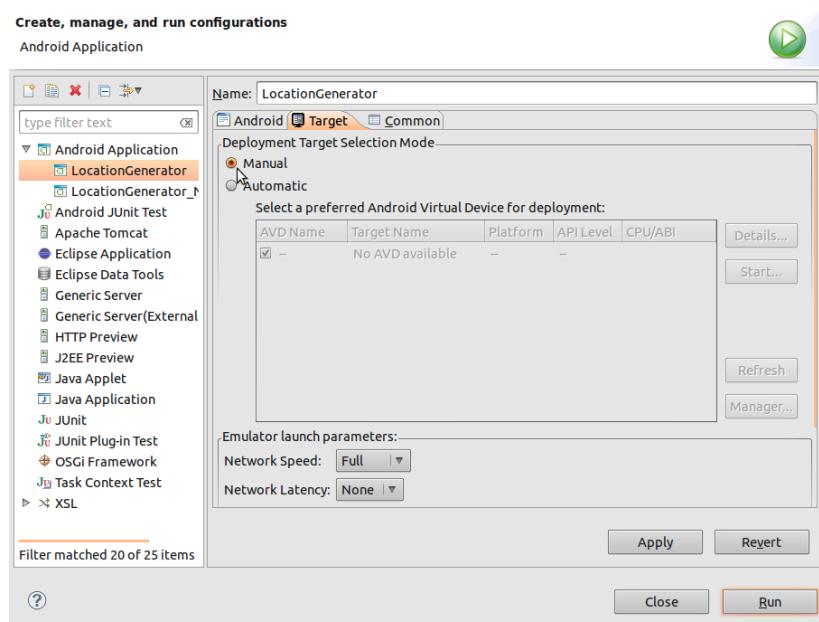 Create, manage, and run configurations
Android Application
Name: LocationGenerator
type filter text
Android Application
LocationGenerator
LocationGenerator_N
Android JUnit Test
Apache Tomcat
Eclipse Application
Eclipse Data Tools
Generic Server
Generic Server(External
HTTP Preview
J2EE Preview
Java Applet
Java Application
JUnit
JUnit Plug-in Test
OSGi Framework
Task Context Test
XSL
Filter matched 20 of 25 items
Android Target Common
Deployment Target Selection Mode
Manual
Automatic
Select a preferred Android Virtual Device for deployment:
AVD Name Target Name Platform API Level CPU/ABI
-- No AVD available -- --
Details...
Start...
Refresh
Manager...
Emulator launch parameters:
Network Speed: Full
Network Latency: None
Apply Revert
Close Run